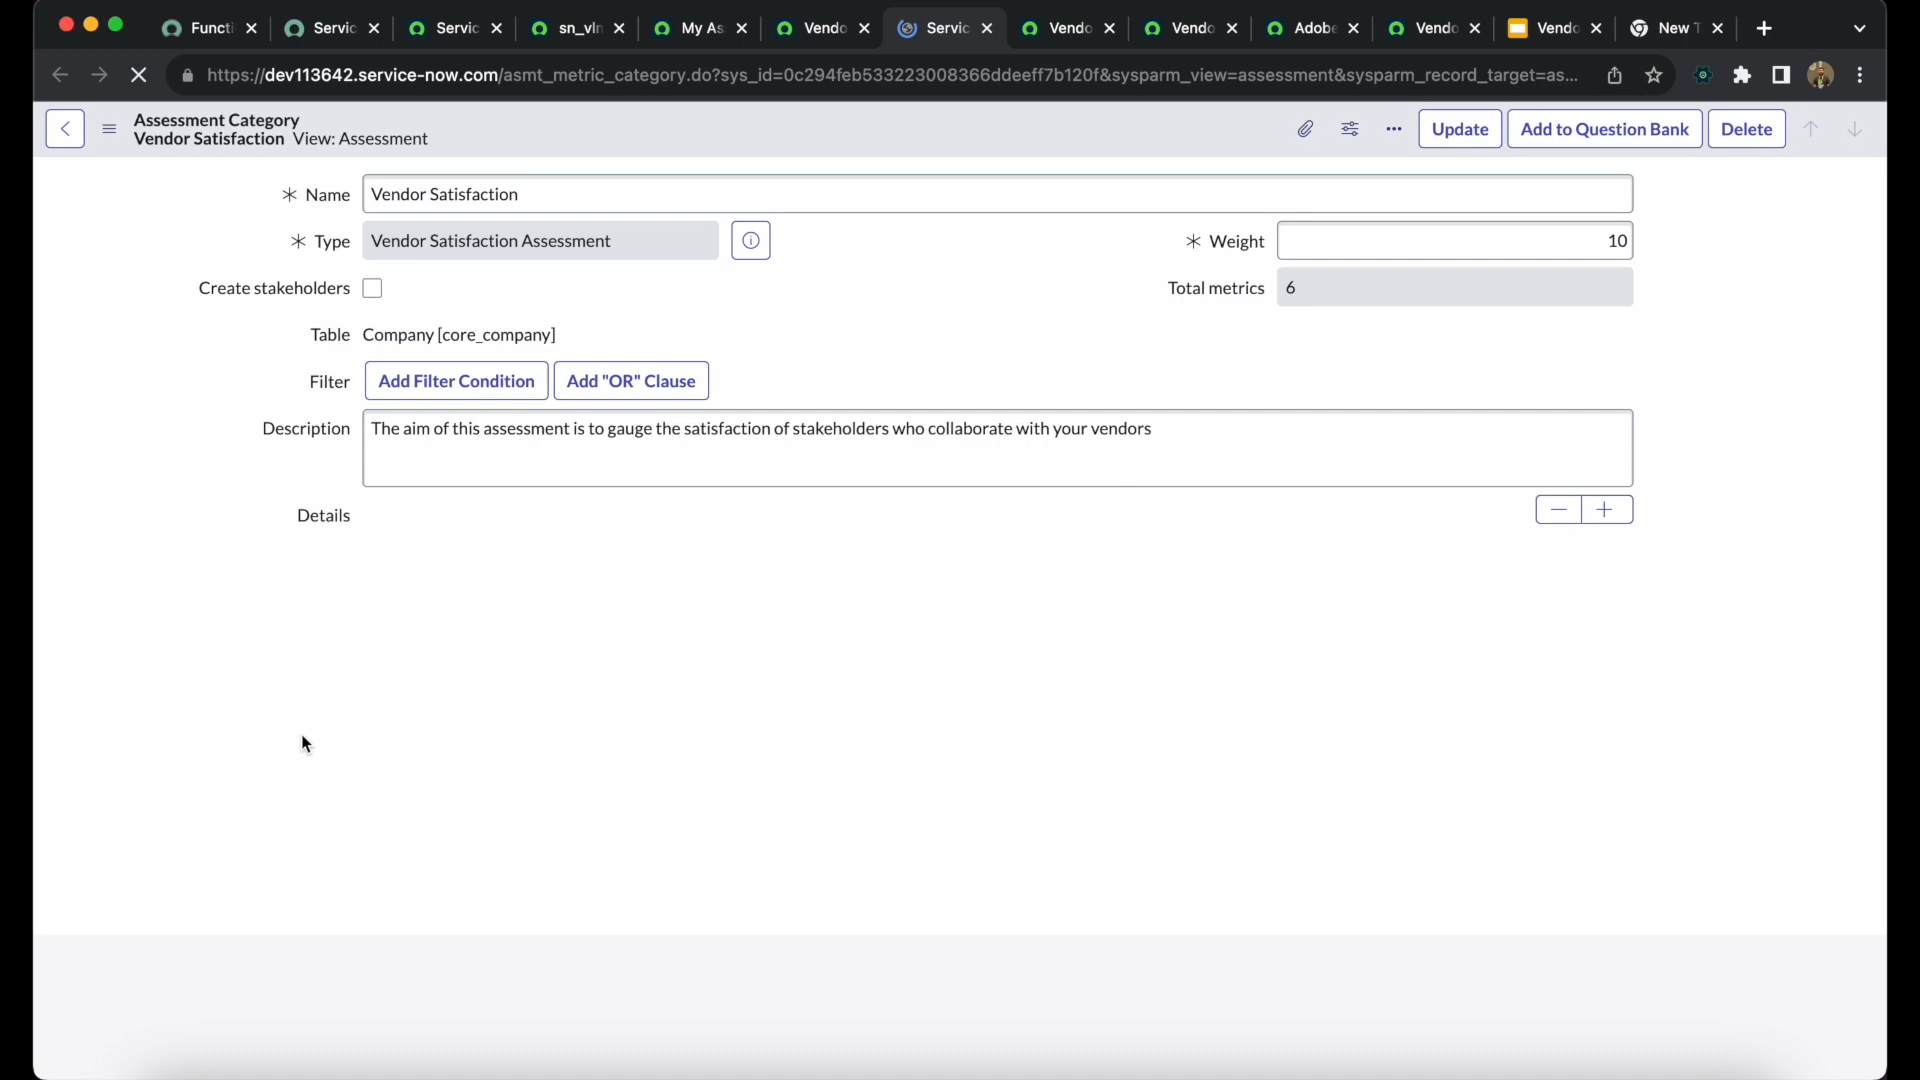 Functi
Servic
Servic
sn_vln
My As
Vendo
Servic
Vendo
Vendo
Adobe
Vendo
Vendo
New T
https://dev113642.service-now.com/asmt_metric_category.do?sys_id=0c294feb533223008366ddeeff7b120f&sysparm_view=assessment&sysparm_record_target=as...
Assessment Category
Vendor Satisfaction View: Assessment
Update
Add to Question Bank
Delete
Name
Vendor Satisfaction
Type
Vendor Satisfaction Assessment
Weight
10
Create stakeholders
Total metrics
6
Table
Company [core_company]
Filter
Add Filter Condition
Add "OR" Clause
Description
The aim of this assessment is to gauge the satisfaction of stakeholders who collaborate with your vendors
Details